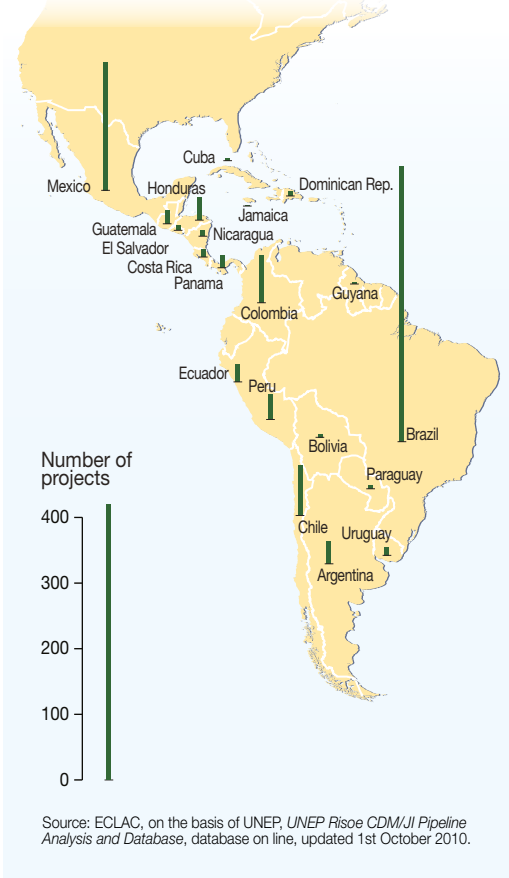 Cuba
Mexico
Honduras
Dominican Rep.
Jamaica
Guatemala
Nicaragua
El Salvador
Costa Rica
Panama
Guyana
Colombia
Ecuador
Peru
Brazil
Bolivia
Paraguay
Chile
Uruguay
Argentina
Number of
projects
400
300
200
100
0
Source: ECLAC, on the basis of UNEP, UNEP Risoe CDM/JI Pipeline
Analysis and Database, database on line, updated 1st October 2010.